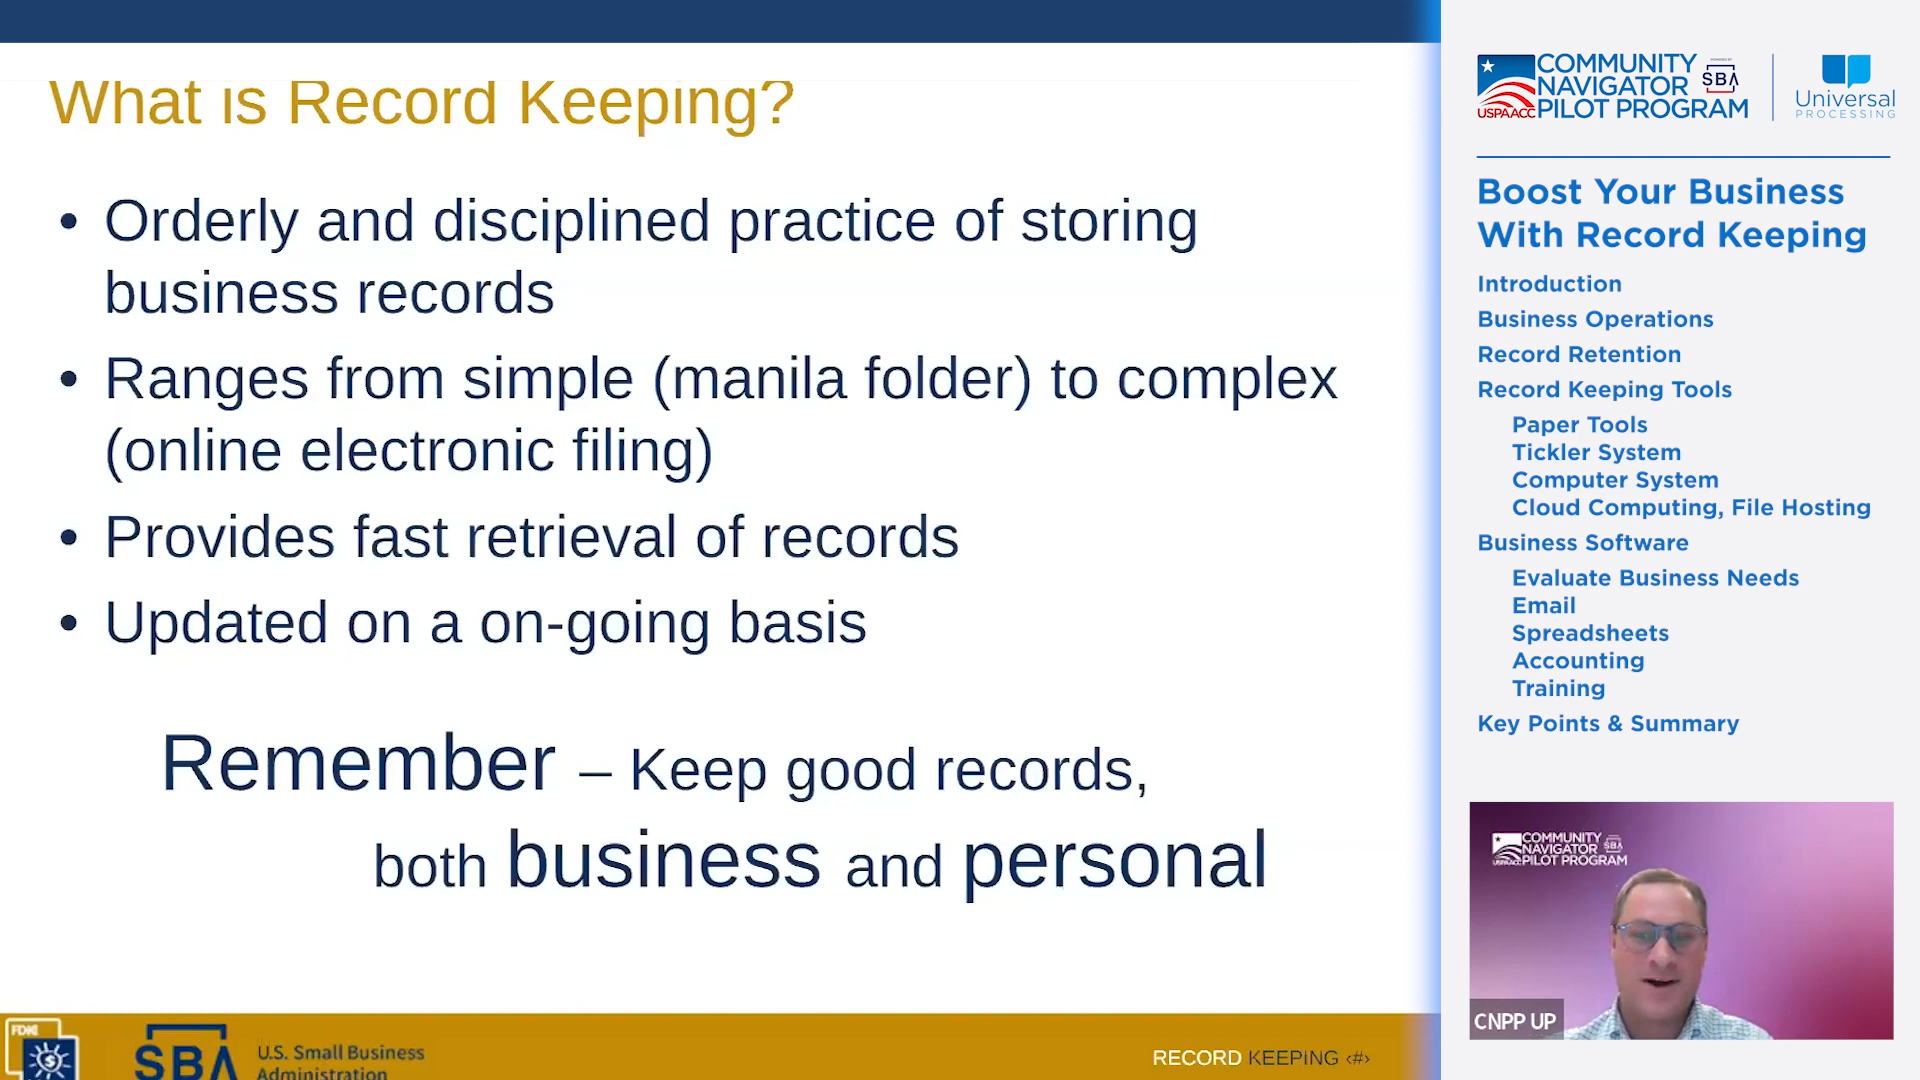 What is Record Keeping?
• Orderly and disciplined practice of storing
business records
• Ranges from simple (manila folder) to complex
(online electronic filing)
• Provides fast retrieval of records
• Updated on a on-going basis
Remember – Keep good records,
both business and personal
FDIC
SBA
U.S. Small Business
Administration
RECORD KEEPING ‹#›
USPAACC
COMMUNITY
NAVIGATOR
PILOT PROGRAM
SBA
Universal
PROCESSING
Boost Your Business
With Record Keeping
Introduction
Business Operations
Record Retention
Record Keeping Tools
Paper Tools
Tickler System
Computer System
Cloud Computing, File Hosting
Business Software
Evaluate Business Needs
Email
Spreadsheets
Accounting
Training
Key Points & Summary
USPAACC
COMMUNITY
NAVIGATOR
PILOT PROGRAM
SBA
CNPP UP